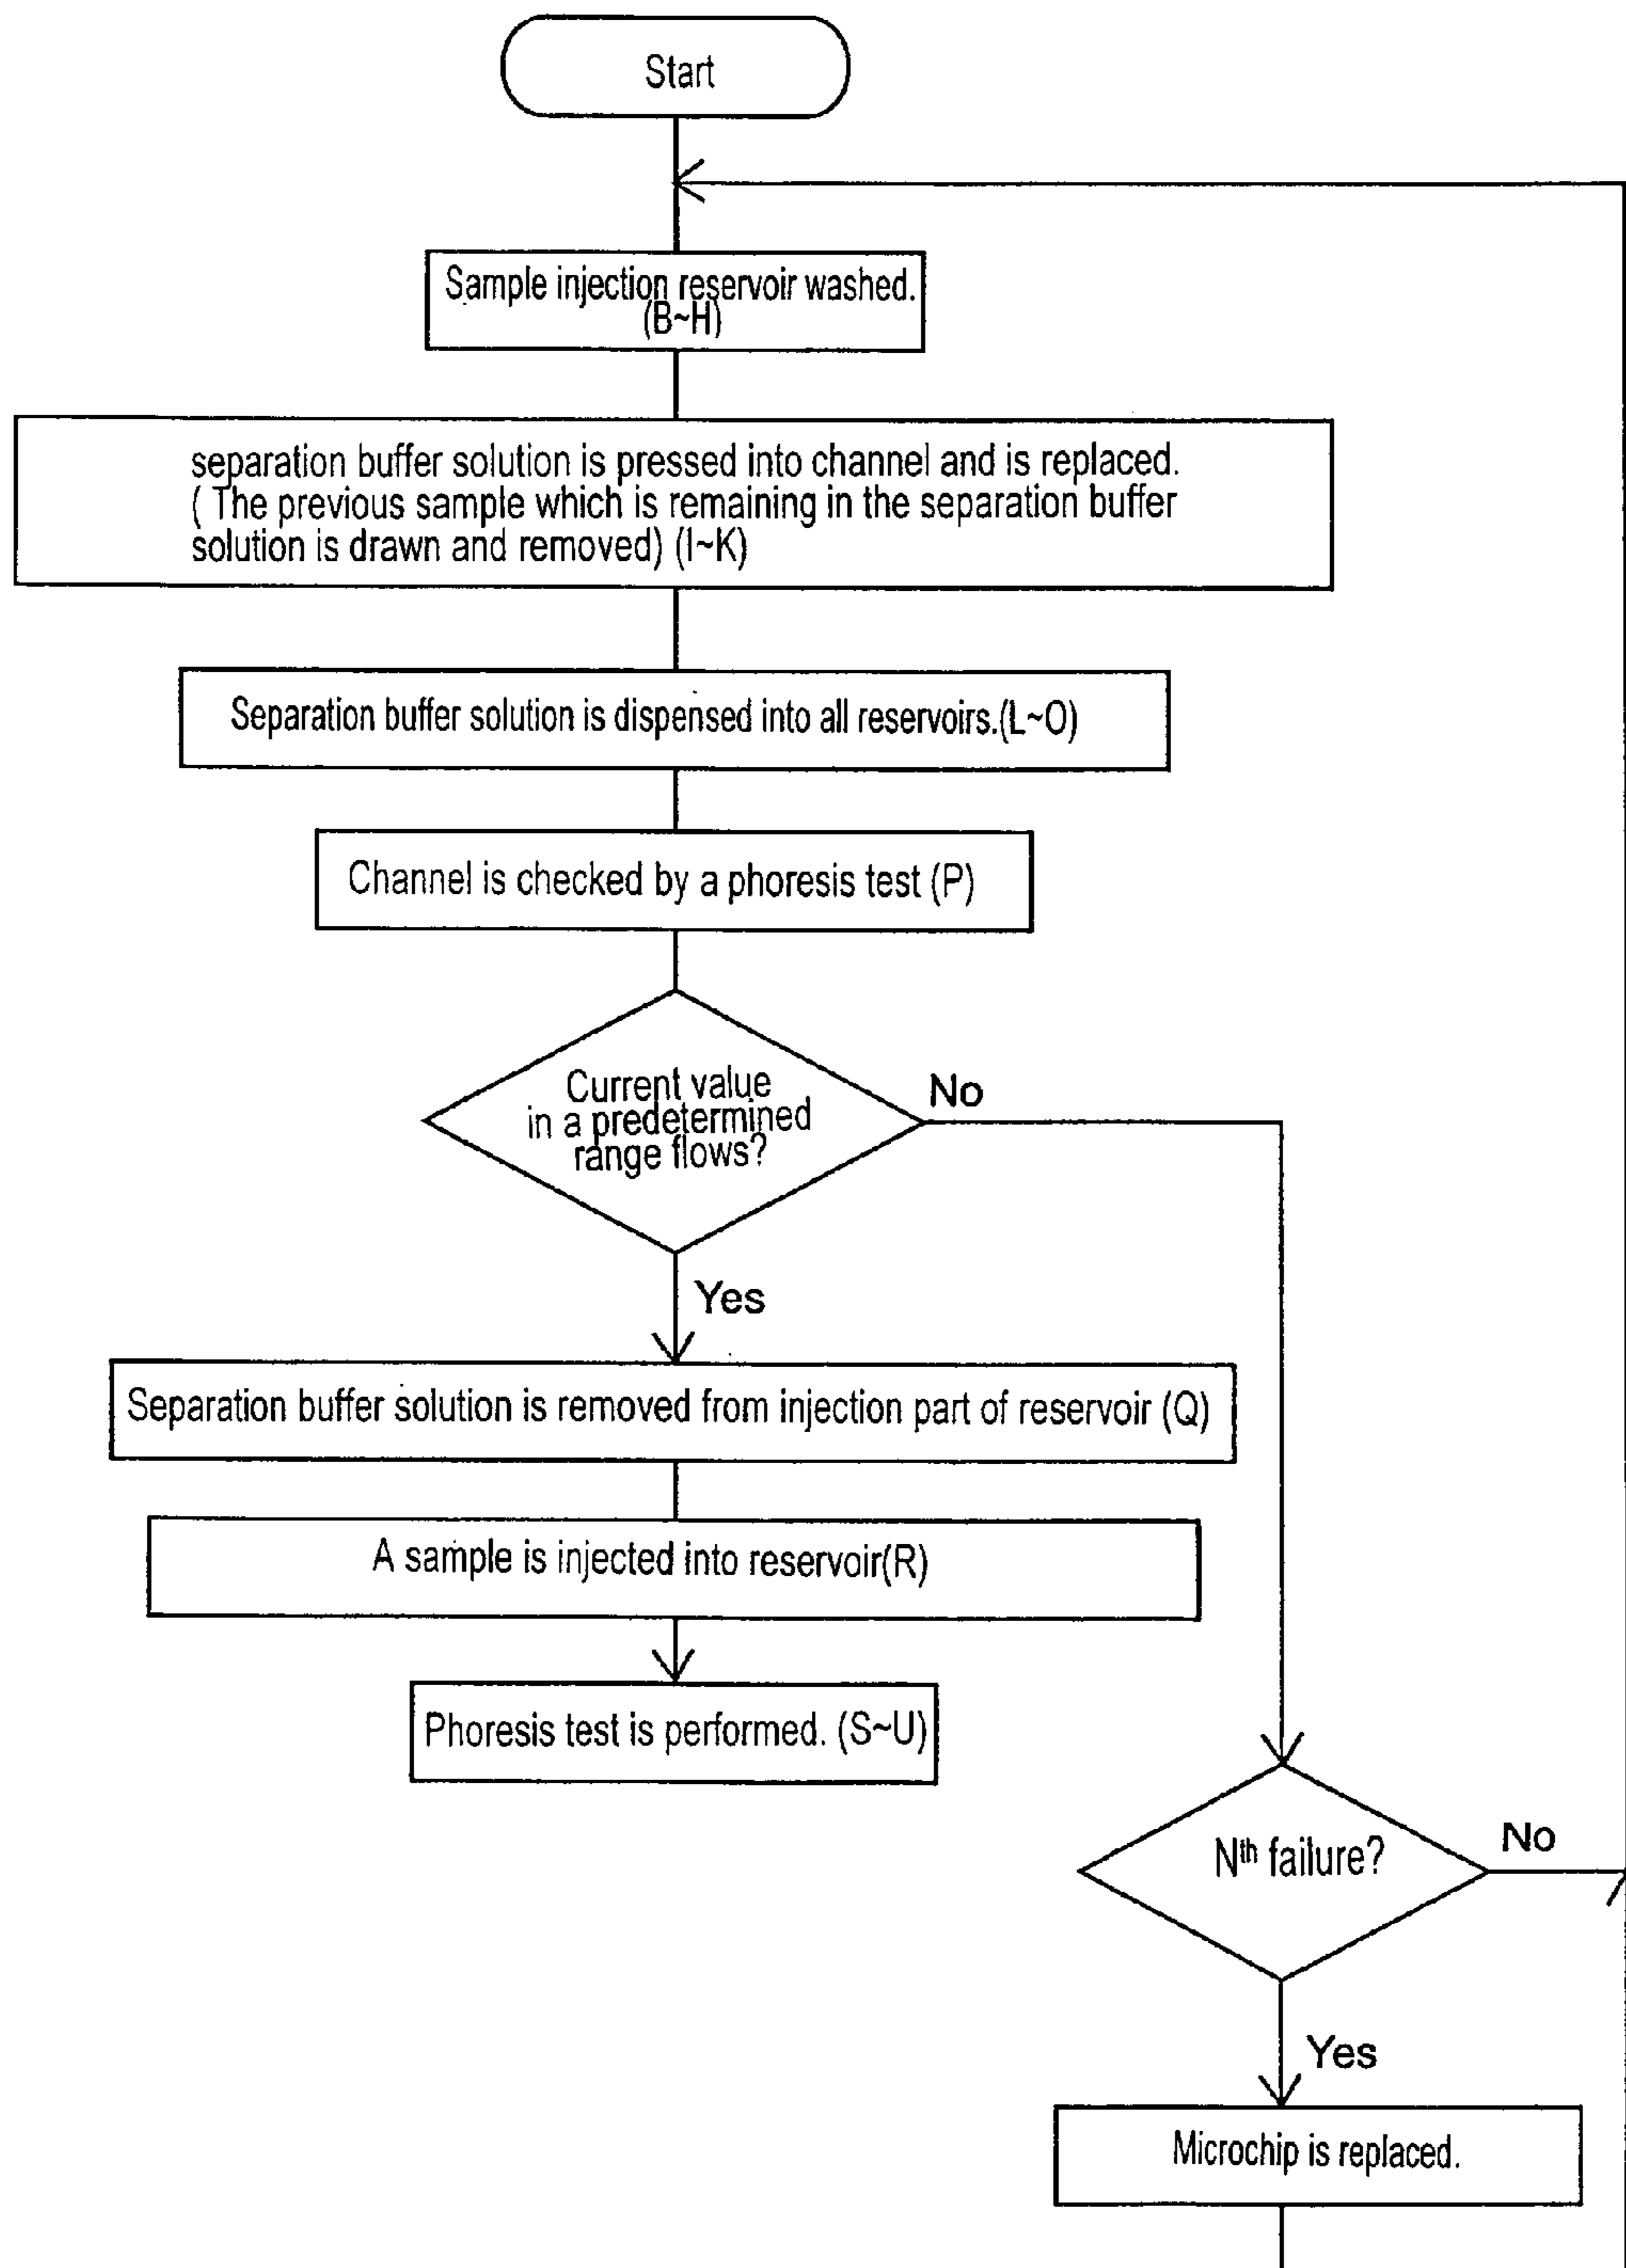 Start
Sample injection reservoir washed.
(B~H)
separation buffer solution is pressed into channel and is replaced.
( The previous sample which is remaining in the separation buffer
solution is drawn and removed) (I~K)
Separation buffer solution is dispensed into all reservoirs.(L~O)
Channel is checked by a phoresis test (P)
Current value
in a predetermined
range flows?
No
Yes
Separation buffer solution is removed from injection part of reservoir (Q)
A sample is injected into reservoir(R)
Phoresis test is performed. (S~U)
Nth failure?
No
Yes
Microchip is replaced.